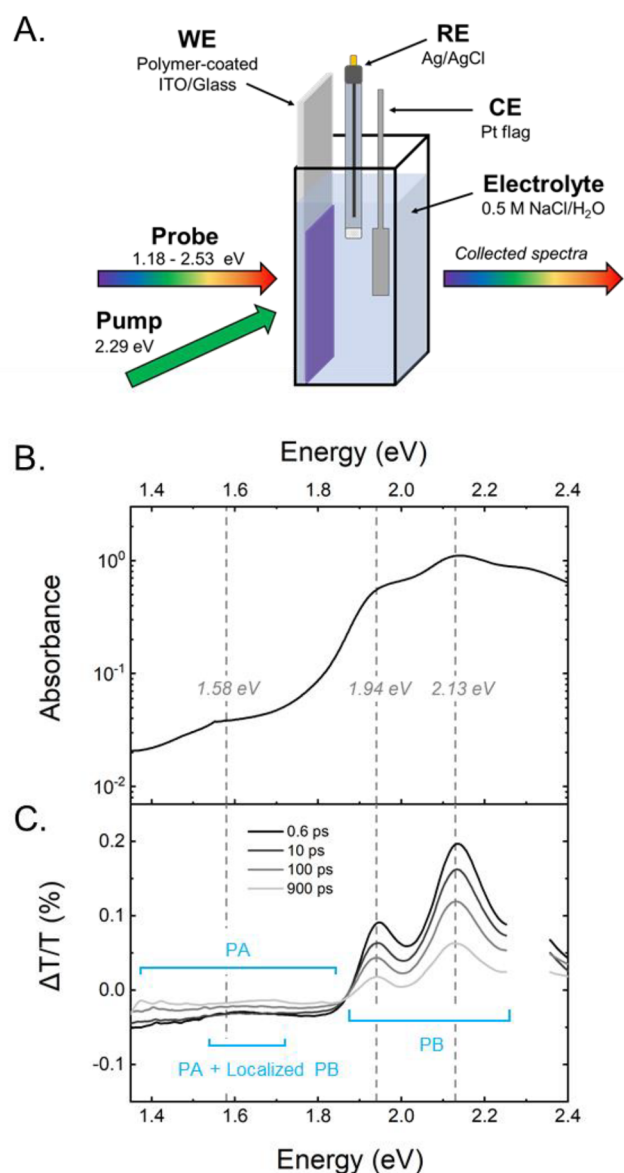 A.
WE
Polymer-coated
ITO/Glass
RE
Ag/AgCl
CE
Pt flag
Electrolyte
0.5 M NaCl/H₂O
Probe
1.18 - 2.53 eV
Collected spectra
Pump
2.29 eV
B.
Energy (eV)
1.4 1.6 1.8 2.0 2.2 2.4
Absorbance
10⁰
10⁻¹
10⁻²
1.58 eV
1.94 eV
2.13 eV
C.
ΔT/T (%)
0.2
0.1
0.0
-0.1
0.6 ps
10 ps
100 ps
900 ps
PA
PB
PA + Localized PB
1.4 1.6 1.8 2.0 2.2 2.4
Energy (eV)